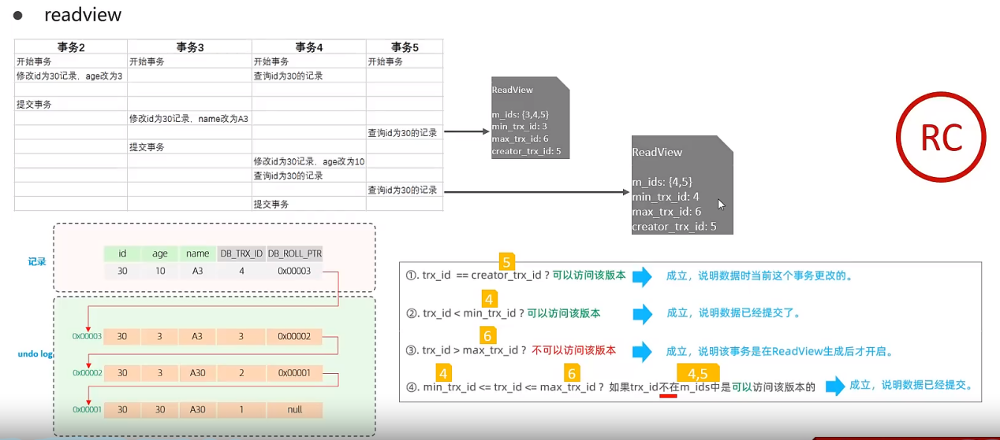 ● readview
事务2 事务3 事务4 事务5
开始事务 开始事务 开始事务 开始事务
修改id为30记录、age改为3 查询id为30的记录
提交事务
修改id为30记录、name改为A3
查询id为30的记录
提交事务
修改id为30记录、age改为10
查询id为30的记录
查询id为30的记录
提交事务
ReadView
m_ids: {3,4,5}
min_trx_id: 3
max_trx_id: 6
creator_trx_id: 5
ReadView
m_ids: {4,5}
min_trx_id: 4
max_trx_id: 6
creator_trx_id: 5
RC
记录
id age name DB_TRX_ID DB_ROLL_PTR
30 10 A3 4 0x00003
undo log
0x00003 30 3 A3 3 0x00002
0x00002 30 3 A30 2 0x00001
0x00001 30 30 A30 1 null
5
①. trx_id == creator_trx_id ? 可以访问该版本 成立，说明数据时当前这个事务更改的。
4
②. trx_id < min_trx_id ? 可以访问该版本 成立，说明数据已经提交了。
6
③. trx_id > max_trx_id ? 不可以访问该版本 成立，说明该事务是在ReadView生成后才开启。
4 6 4,5
④. min_trx_id <= trx_id <= max_trx_id ? 如果trx_id不在m_ids中是可以访问该版本的 成立，说明数据已经提交。